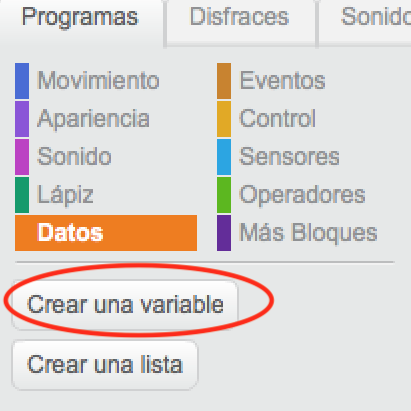 Programas Disfraces Sonido
Movimiento Eventos
Apariencia Control
Sonido Sensores
Lápiz Operadores
Datos Más Bloques
Crear una variable
Crear una lista